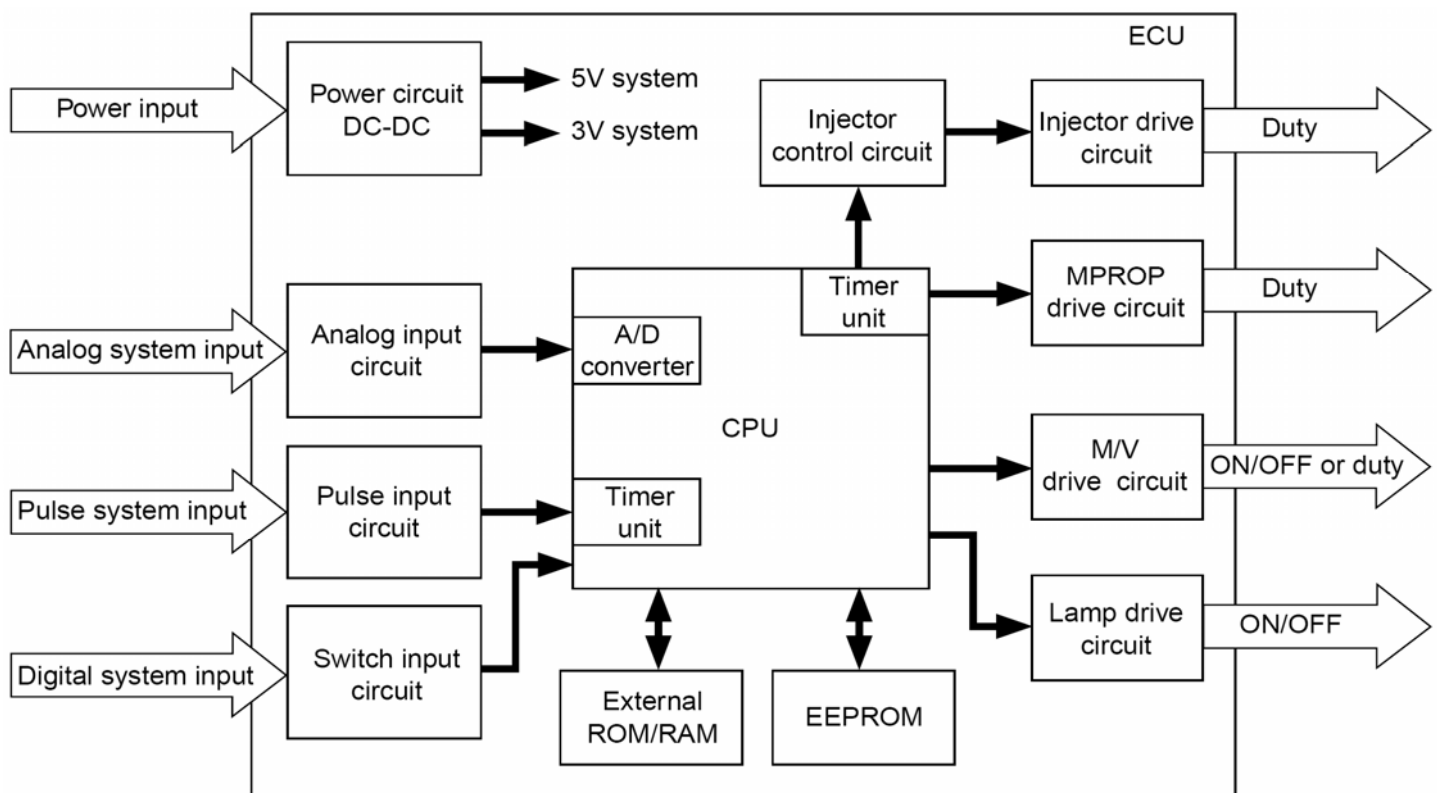 ECU
Power input
Power circuit
DC-DC
5V system
3V system
Injector
control circuit
Injector drive
circuit
Duty
Analog system input
Analog input
circuit
A/D
converter
Timer
unit
MPROP
drive circuit
Duty
CPU
Pulse system input
Pulse input
circuit
Timer
unit
M/V
drive circuit
ON/OFF or duty
Digital system input
Switch input
circuit
External
ROM/RAM
EEPROM
Lamp drive
circuit
ON/OFF